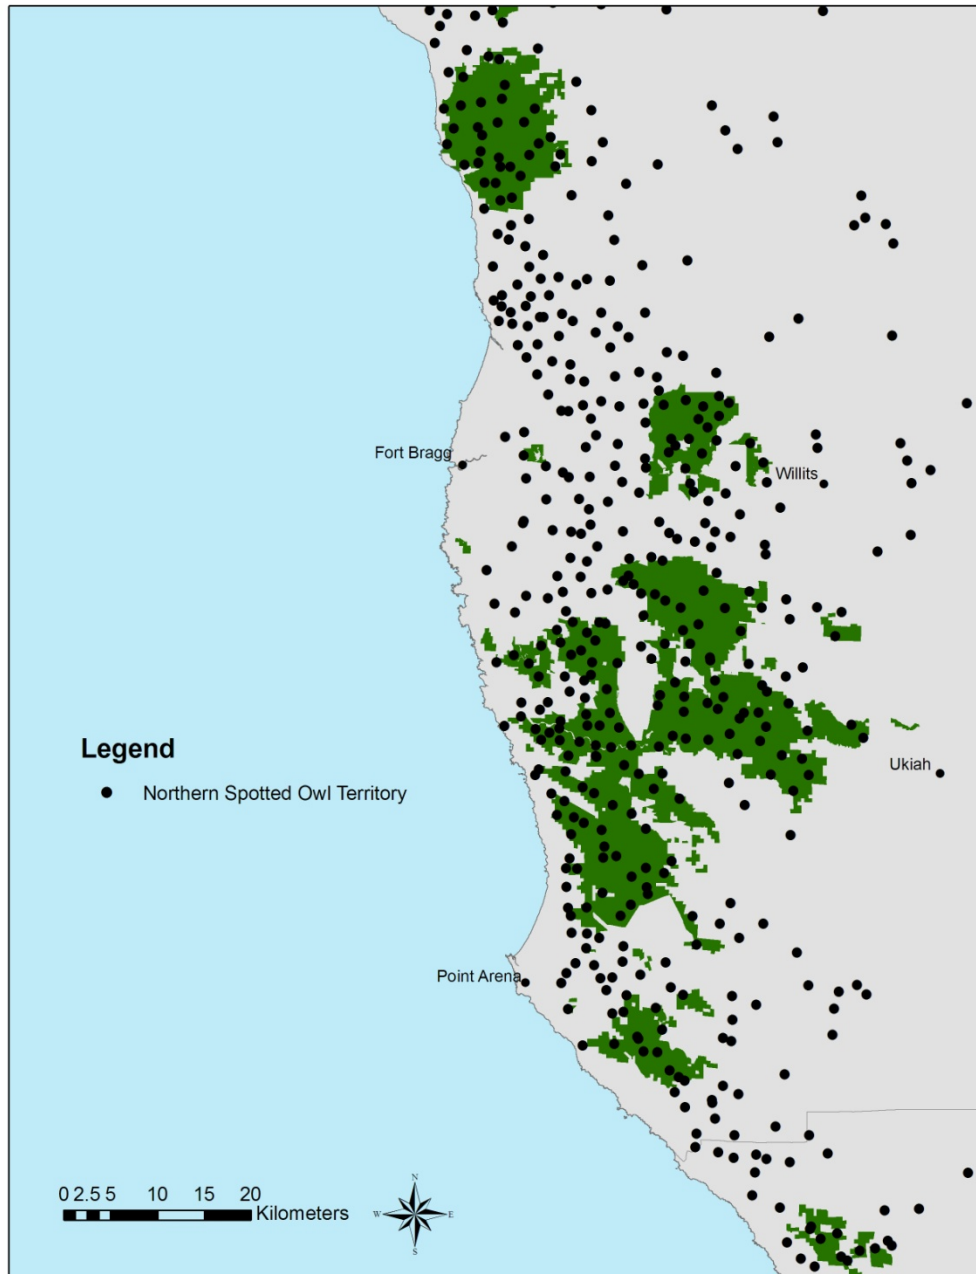 Fort Bragg
Willits
Legend
Northern Spotted Owl Territory
Ukiah
Point Arena
0 2.5 5 10 15 20
Kilometers
N
W E
S